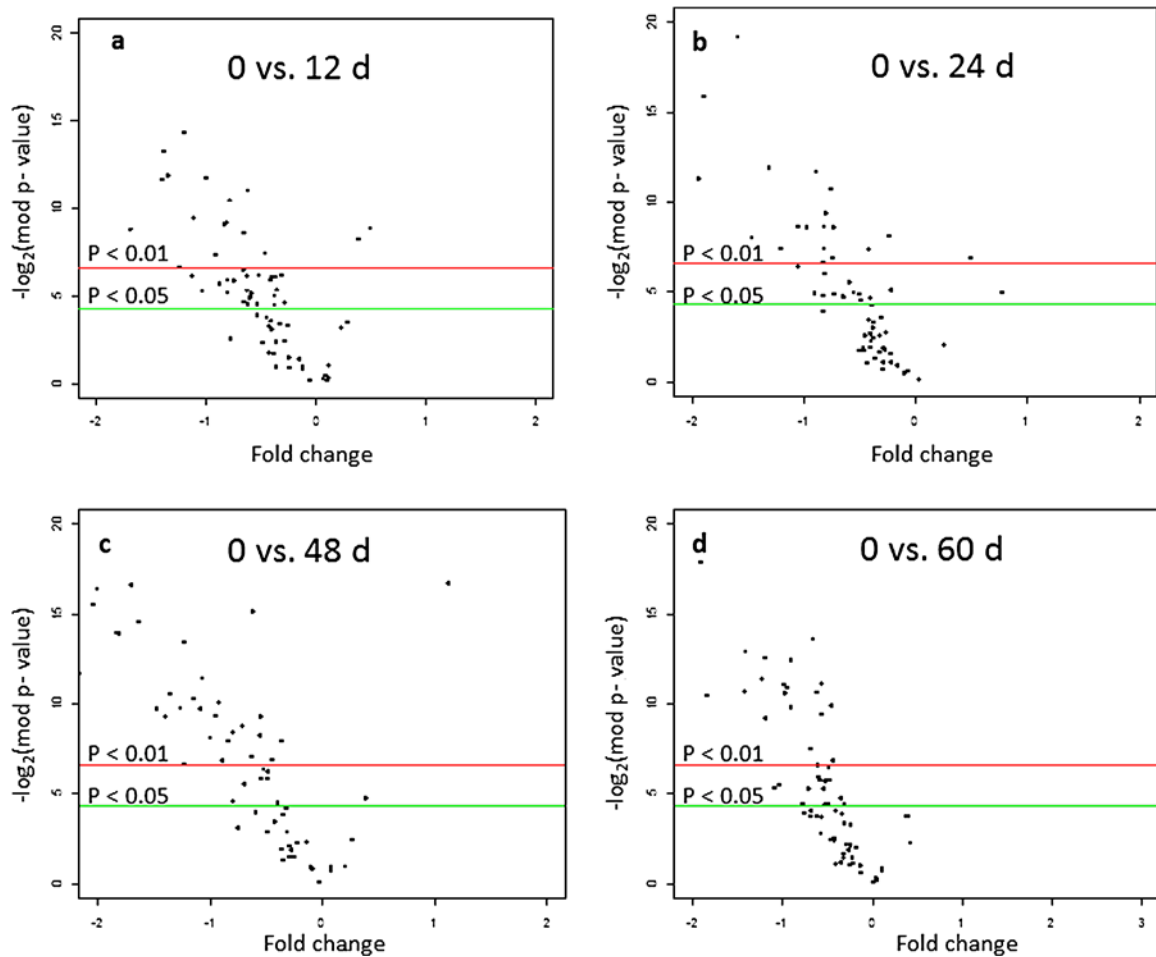 a
0 vs. 12 d
-log2(mod p- value)
20
15
10
5
0
P < 0.01
P < 0.05
-2
-1
0
1
2
Fold change
b
0 vs. 24 d
-log2(mod p- value)
20
15
10
5
0
P < 0.01
P < 0.05
-2
-1
0
1
2
Fold change
c
0 vs. 48 d
-log2(mod p- value)
20
15
10
5
0
P < 0.01
P < 0.05
-2
-1
0
1
2
Fold change
d
0 vs. 60 d
-log2(mod p- value)
20
15
10
5
0
P < 0.01
P < 0.05
-2
-1
0
1
2
3
Fold change